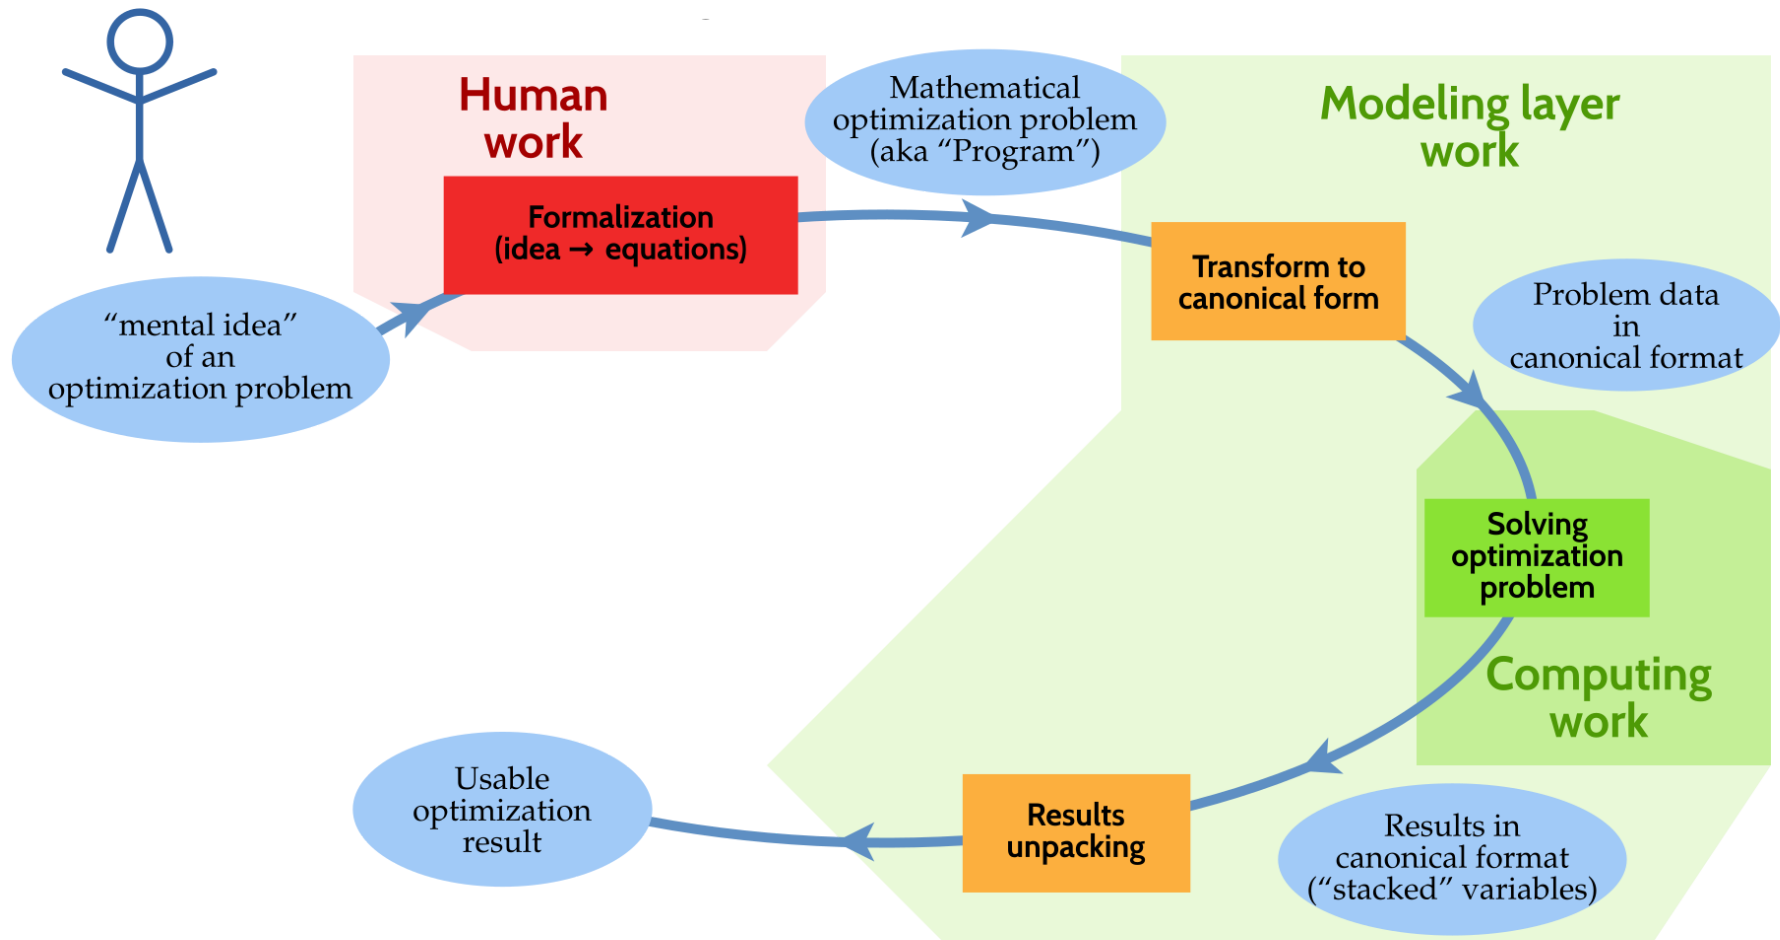 Human
work
Mathematical
optimization problem
(aka “Program”)
Modeling layer
work
Formalization
(idea → equations)
Transform to
canonical form
“mental idea”
of an
optimization problem
Problem data
in
canonical format
Solving
optimization
problem
Computing
work
Usable
optimization
result
Results
unpacking
Results in
canonical format
(“stacked” variables)